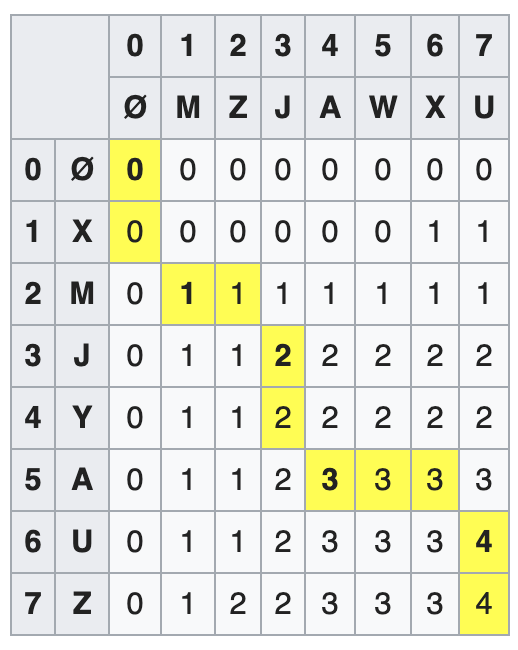 0 1 2 3 4 5 6 7
Ø M Z J A W X U
0 Ø 0 0 0 0 0 0 0 0
1 X 0 0 0 0 0 0 1 1
2 M 0 1 1 1 1 1 1 1
3 J 0 1 1 2 2 2 2 2
4 Y 0 1 1 2 2 2 2 2
5 A 0 1 1 2 3 3 3 3
6 U 0 1 1 2 3 3 3 4
7 Z 0 1 2 2 3 3 3 4